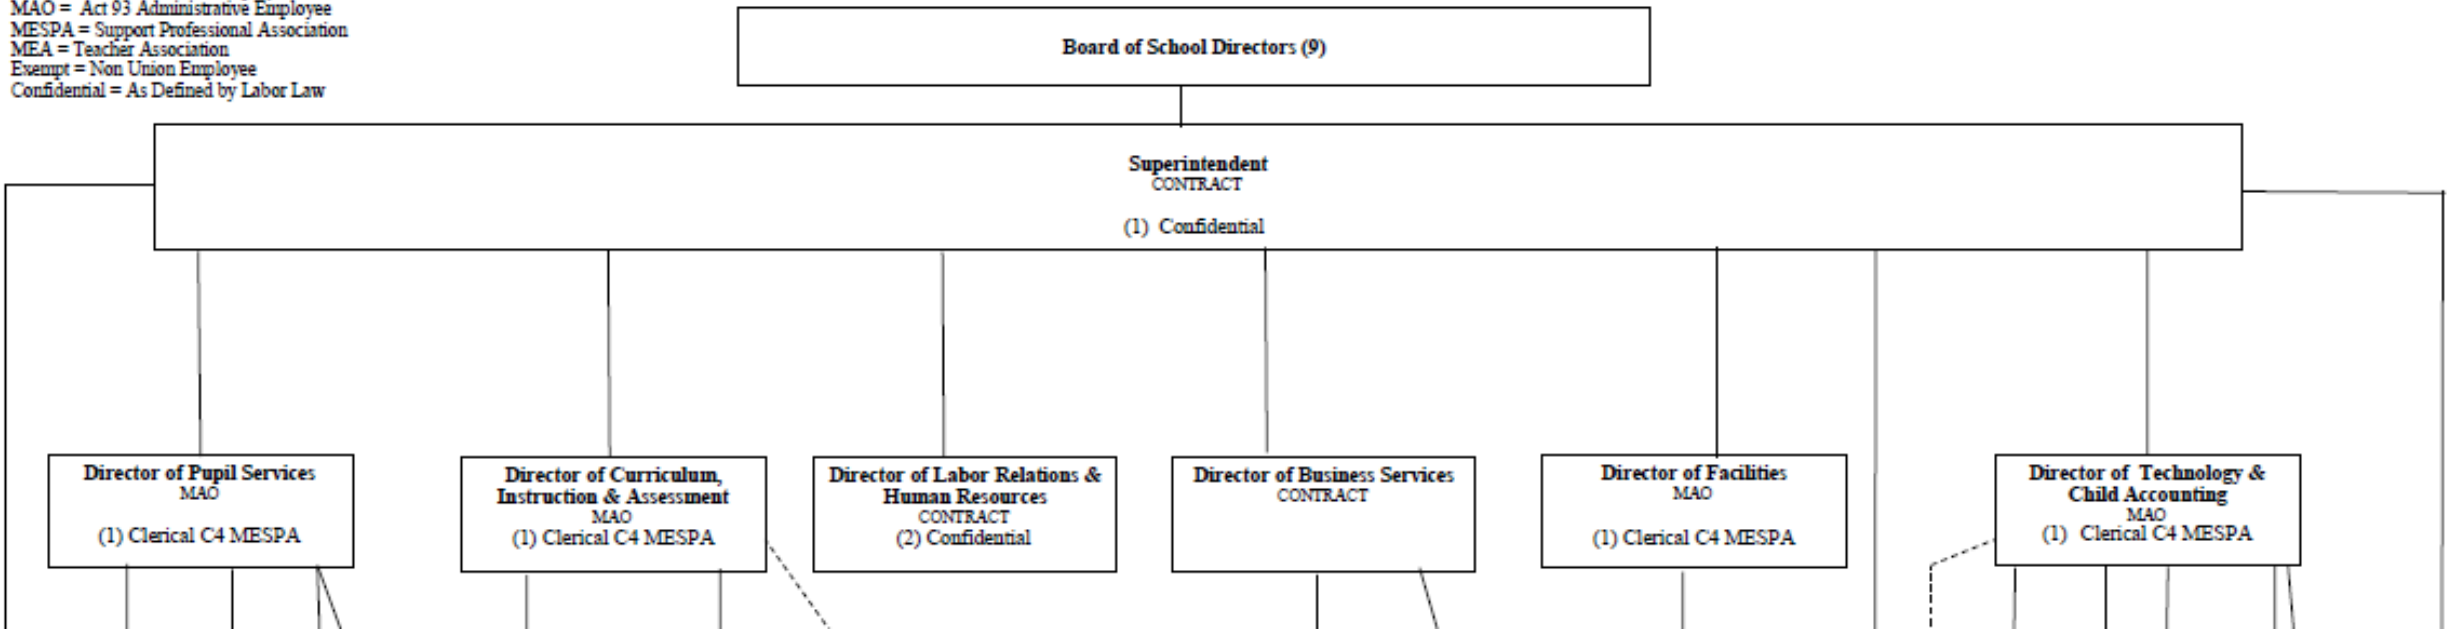 MAO = Act 93 Administrative Employee
MESPA = Support Professional Association
MEA = Teacher Association
Exempt = Non Union Employee
Confidential = As Defined by Labor Law
Board of School Directors (9)
Superintendent
CONTRACT
(1) Confidential
Director of Pupil Services
MAO
(1) Clerical C4 MESPA
Director of Curriculum,
Instruction & Assessment
MAO
(1) Clerical C4 MESPA
Director of Labor Relations &
Human Resources
CONTRACT
(2) Confidential
Director of Business Services
CONTRACT
Director of Facilities
MAO
(1) Clerical C4 MESPA
Director of Technology &
Child Accounting
MAO
(1) Clerical C4 MESPA